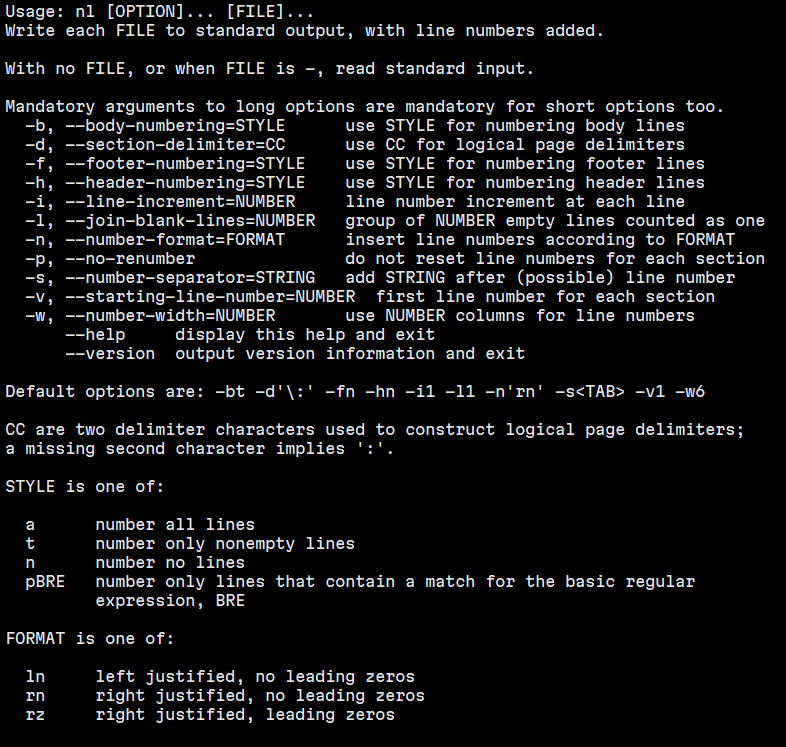 Usage: nl [OPTION]... [FILE]...
Write each FILE to standard output, with line numbers added.

With no FILE, or when FILE is -, read standard input.

Mandatory arguments to long options are mandatory for short options too.
  -b, --body-numbering=STYLE      use STYLE for numbering body lines
  -d, --section-delimiter=CC      use CC for logical page delimiters
  -f, --footer-numbering=STYLE    use STYLE for numbering footer lines
  -h, --header-numbering=STYLE    use STYLE for numbering header lines
  -i, --line-increment=NUMBER     line number increment at each line
  -l, --join-blank-lines=NUMBER   group of NUMBER empty lines counted as one
  -n, --number-format=FORMAT      insert line numbers according to FORMAT
  -p, --no-renumber               do not reset line numbers for each section
  -s, --number-separator=STRING   add STRING after (possible) line number
  -v, --starting-line-number=NUMBER  first line number for each section
  -w, --number-width=NUMBER       use NUMBER columns for line numbers
      --help     display this help and exit
      --version  output version information and exit

Default options are: -bt -d'\:' -fn -hn -i1 -l1 -n'rn' -s<TAB> -v1 -w6

CC are two delimiter characters used to construct logical page delimiters;
a missing second character implies ':'.

STYLE is one of:

  a      number all lines
  t      number only nonempty lines
  n      number no lines
  pBRE   number only lines that contain a match for the basic regular
         expression, BRE

FORMAT is one of:

  ln     left justified, no leading zeros
  rn     right justified, no leading zeros
  rz     right justified, leading zeros